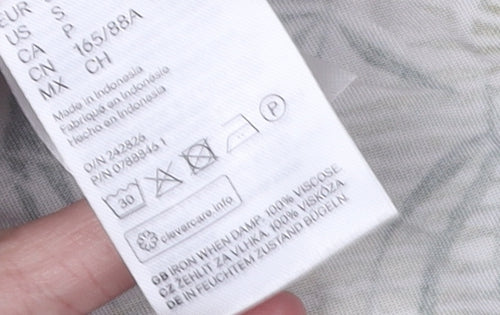 EUR S
US S
CA P
CN 165/88A
MX CH
Made in Indonesia
Fabriqué en Indonésie
Hecho en Indonesia
O/N 242826
P/N 0788846 1
30
P
clevercare.info
GB IRON WHEN DAMP, 100% VISCOSE
CZ ŽEHLIT ZA VLHKA, 100% VISKÓZA
DE IN FEUCHTEM ZUSTAND BÜGELN,